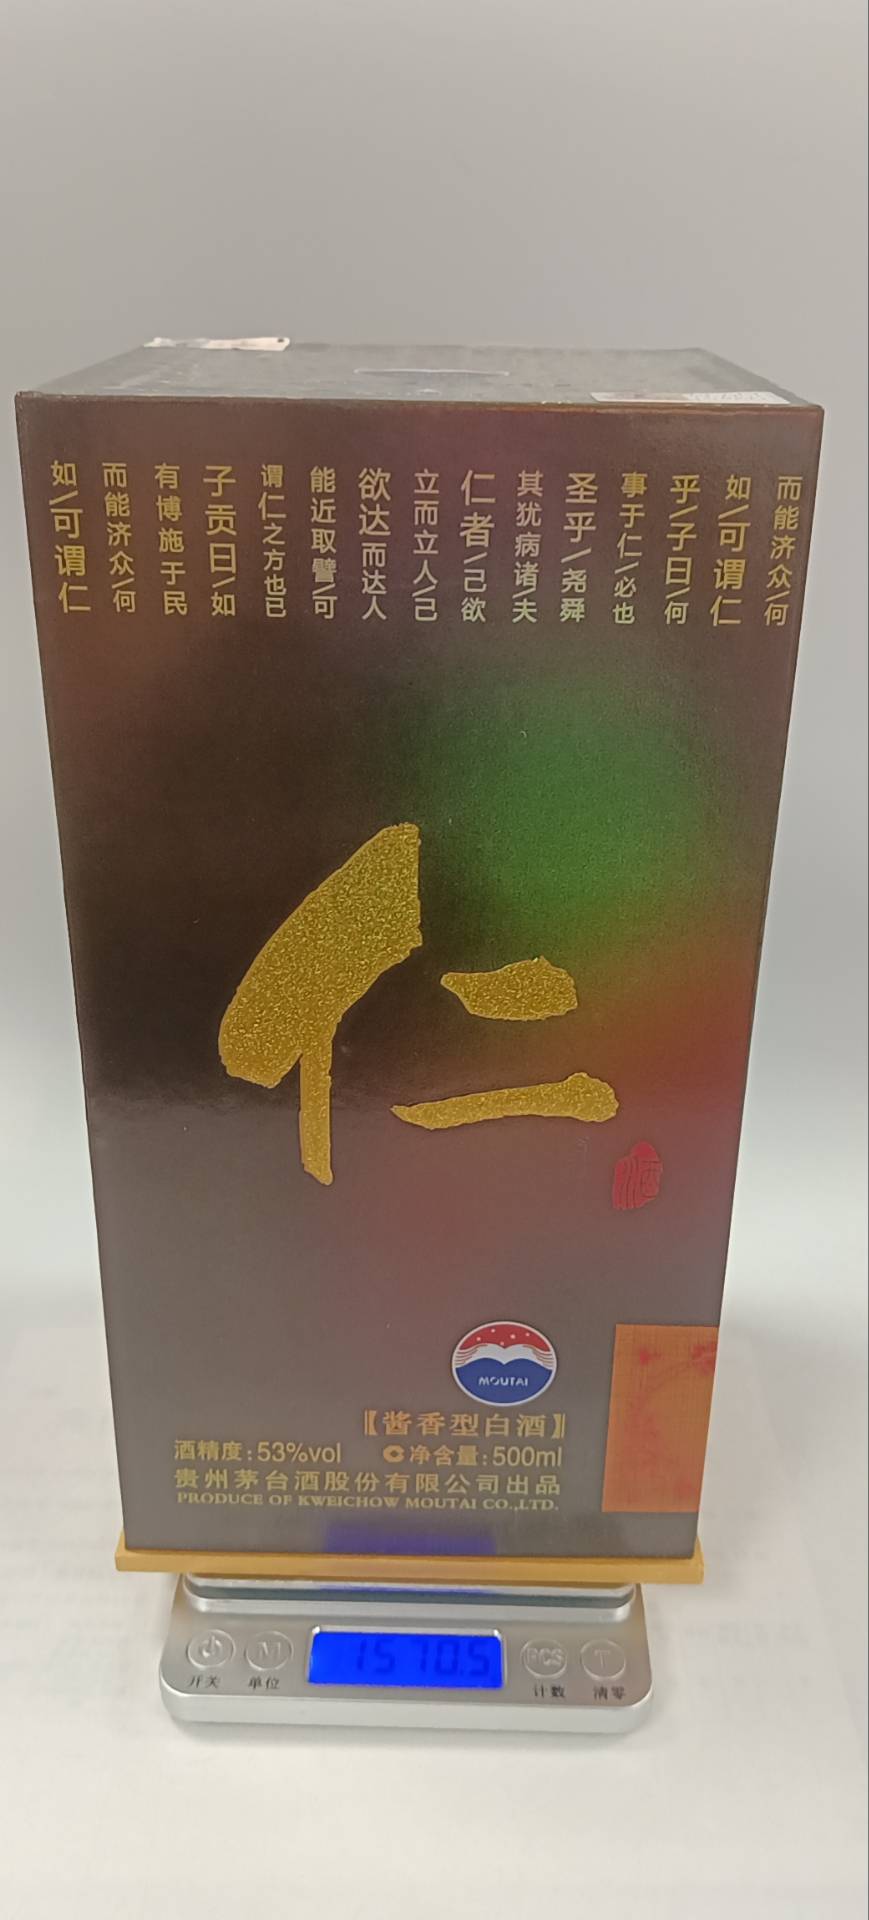 而能济众\何
如\可谓仁
乎\子曰\何
事于仁/必也
圣乎/尧舜
其犹病诸/夫
仁者\己欲
立而立人\己
欲达而达人
能近取譬\可
谓仁之方也已
子贡曰\如
有博施于民
而能济众\何
如\可谓仁
仁
酒
MOUTAI
【酱香型白酒】
酒精度:53%vol C净含量:500ml
贵州茅台酒股份有限公司出品
PRODUCE OF KWEICHOW MOUTAI CO.,LTD.
M 1570.5 PCS T
开关 单位 计数 清零